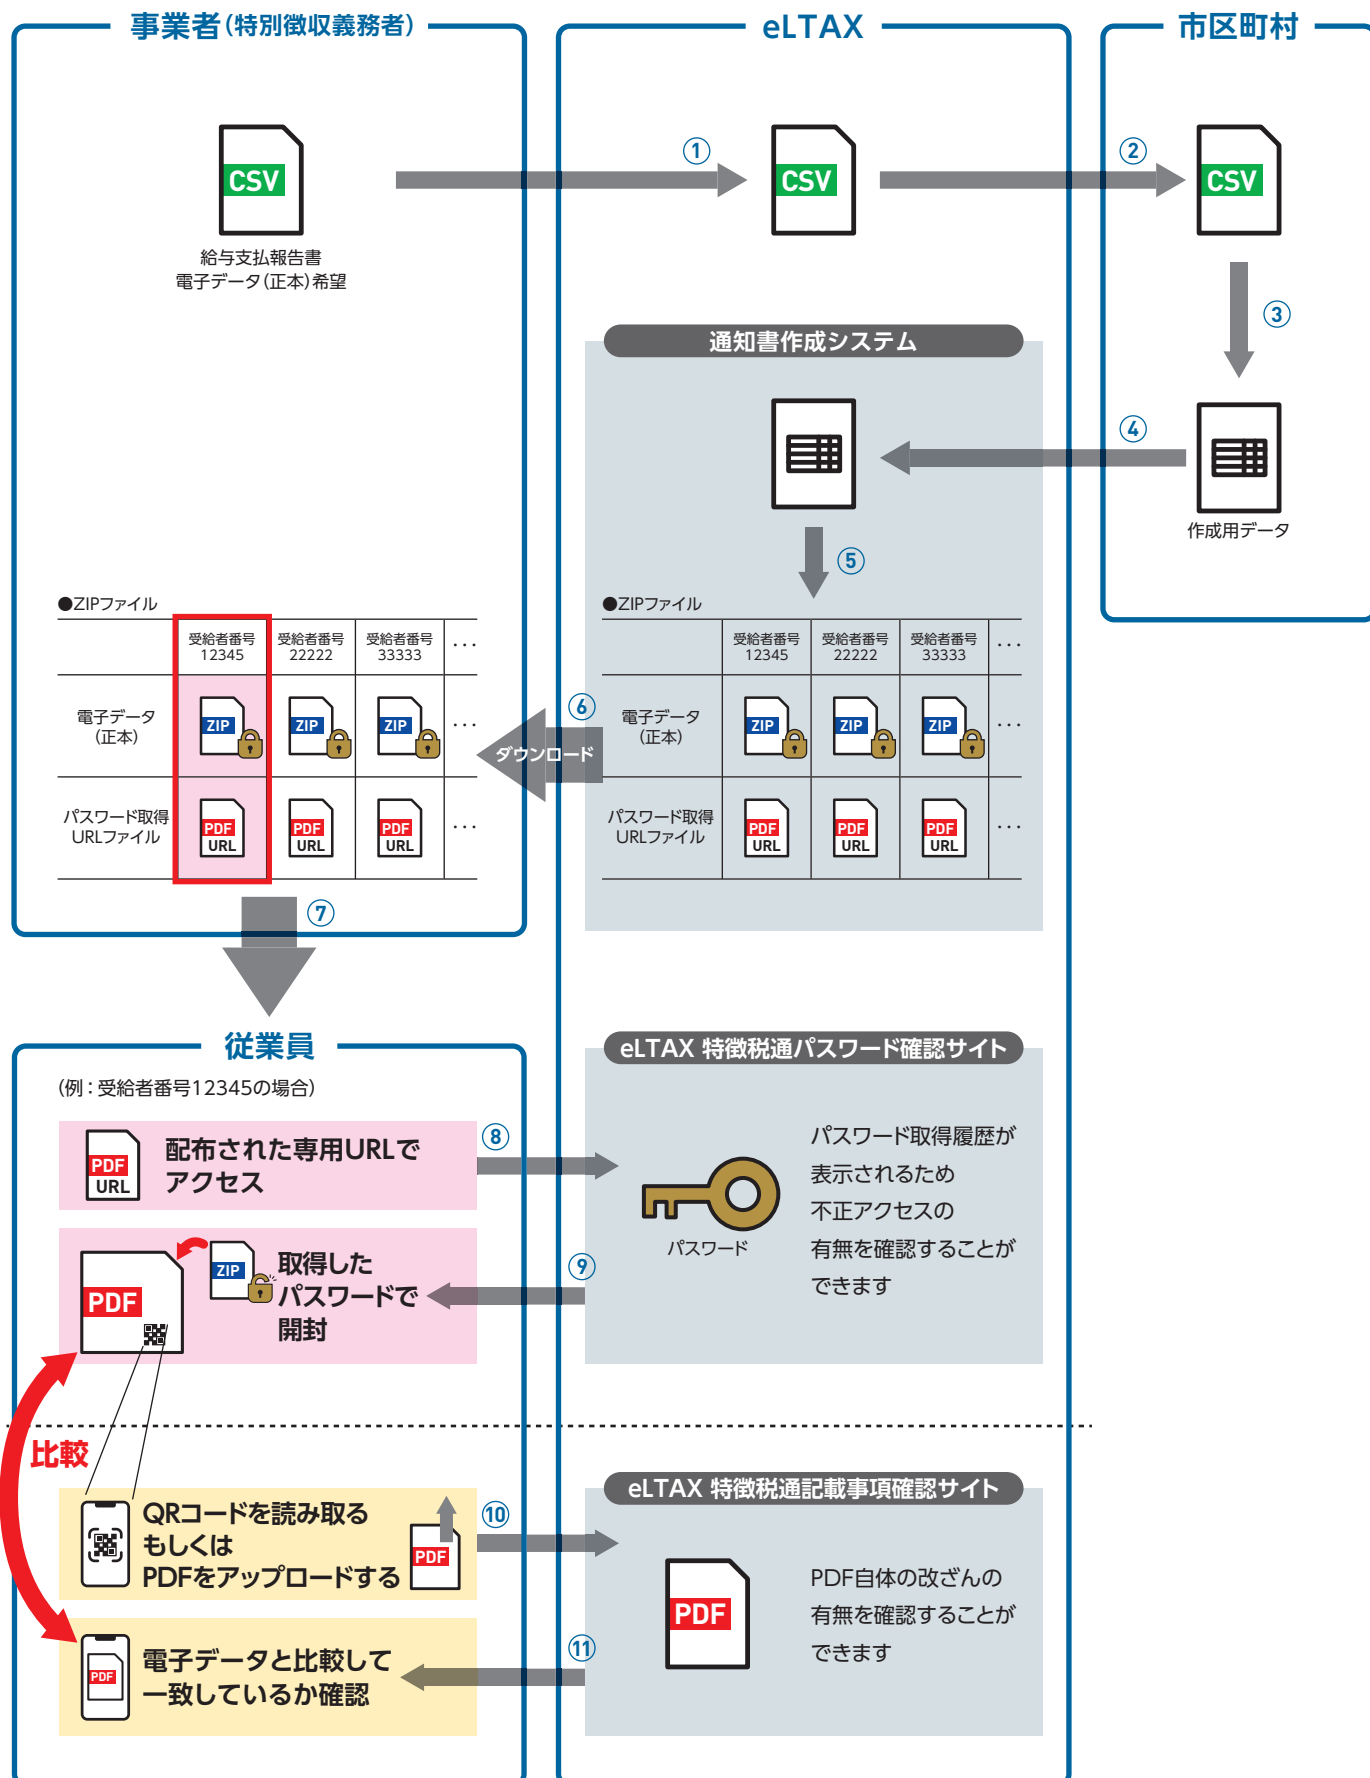 事業者(特別徴収義務者)
eLTAX
市区町村
①
②
CSV
CSV
CSV
給与支払報告書
電子データ(正本)希望
③
通知書作成システム
④
作成用データ
⑤
●ZIPファイル
受給者番号
12345
受給者番号
22222
受給者番号
33333
…
電子データ
(正本)
ZIP
ZIP
ZIP
…
パスワード取得
URLファイル
PDF
URL
PDF
URL
PDF
URL
…
⑥
ダウンロード
●ZIPファイル
受給者番号
12345
受給者番号
22222
受給者番号
33333
…
電子データ
(正本)
ZIP
ZIP
ZIP
…
パスワード取得
URLファイル
PDF
URL
PDF
URL
PDF
URL
…
⑦
従業員
(例：受給者番号12345の場合)
PDF
URL
配布された専用URLで
アクセス
⑧
eLTAX 特徴税通パスワード確認サイト
パスワード
パスワード取得履歴が
表示されるため
不正アクセスの
有無を確認することが
できます
PDF
ZIP
取得した
パスワードで
開封
⑨
比較
QRコードを読み取る
もしくは
PDFをアップロードする
PDF
⑩
eLTAX 特徴税通記載事項確認サイト
PDF
PDF自体の改ざんの
有無を確認することが
できます
PDF
電子データと比較して
一致しているか確認
⑪